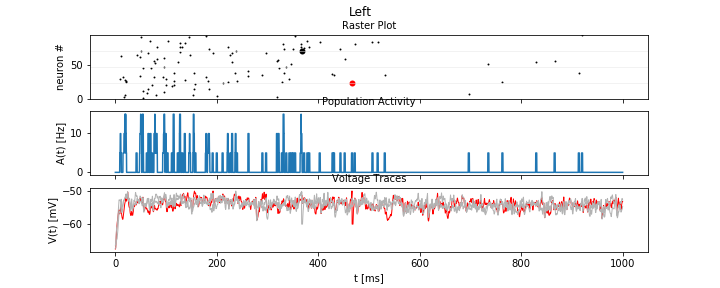 Left
Raster Plot
neuron #
50
0
Population Activity
A(t) [Hz]
10
0
Voltage Traces
V(t) [mV]
−50
−60
0
200
400
600
800
1000
t [ms]